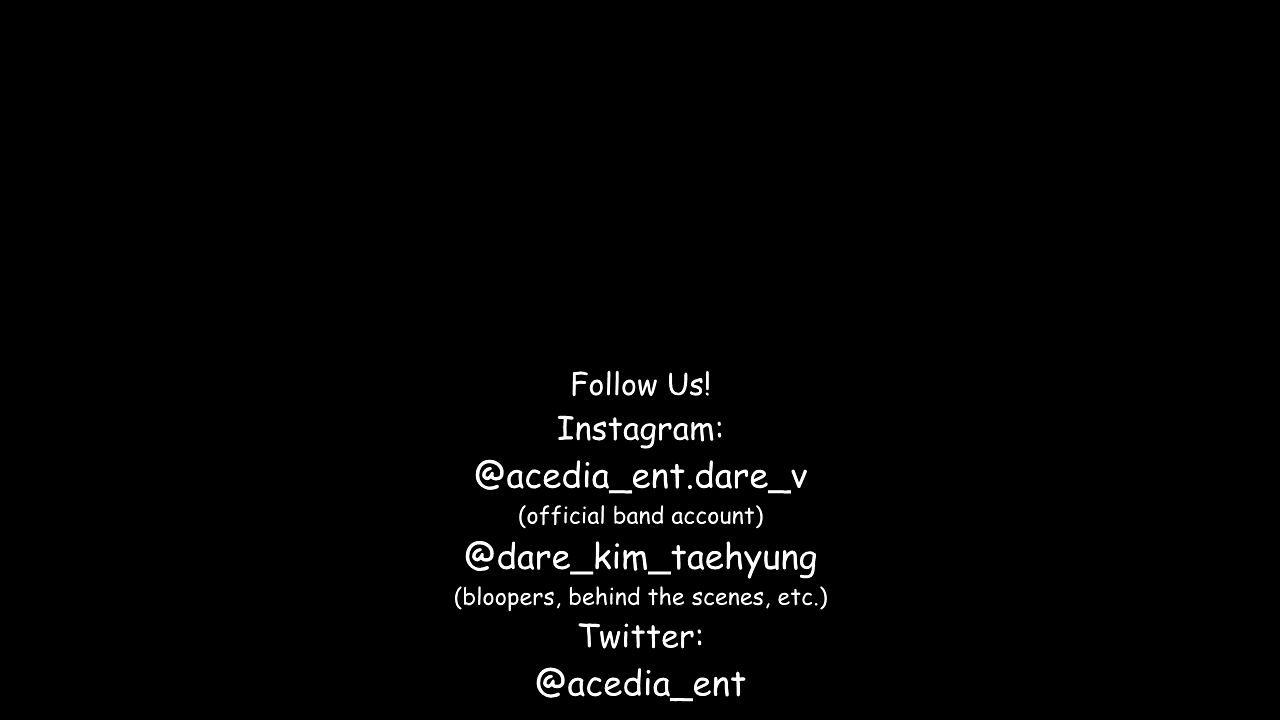 Follow Us!
Instagram:
@acedia_ent.dare_v
(official band account)
@dare_kim_taehyung
(bloopers, behind the scenes, etc.)
Twitter:
@acedia_ent